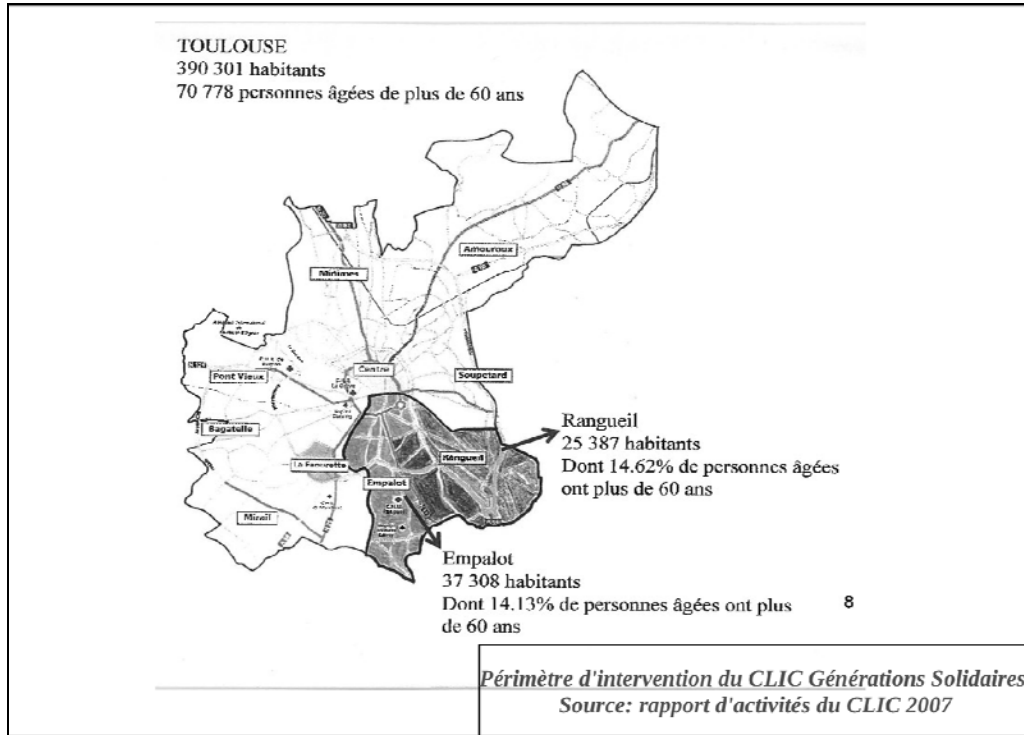 TOULOUSE
390 301 habitants
70 778 personnes âgées de plus de 60 ans
Amouroux
Minimes
Centre
Pont Vieux
Soupetard
Bagatelle
Rangueil
25 387 habitants
Dont 14.62% de personnes âgées
ont plus de 60 ans
Rangueil
La Faourette
Empalot
Mirail
Empalot
37 308 habitants
Dont 14.13% de personnes âgées ont plus
de 60 ans
8
Périmètre d'intervention du CLIC Générations Solidaires
Source: rapport d'activités du CLIC 2007